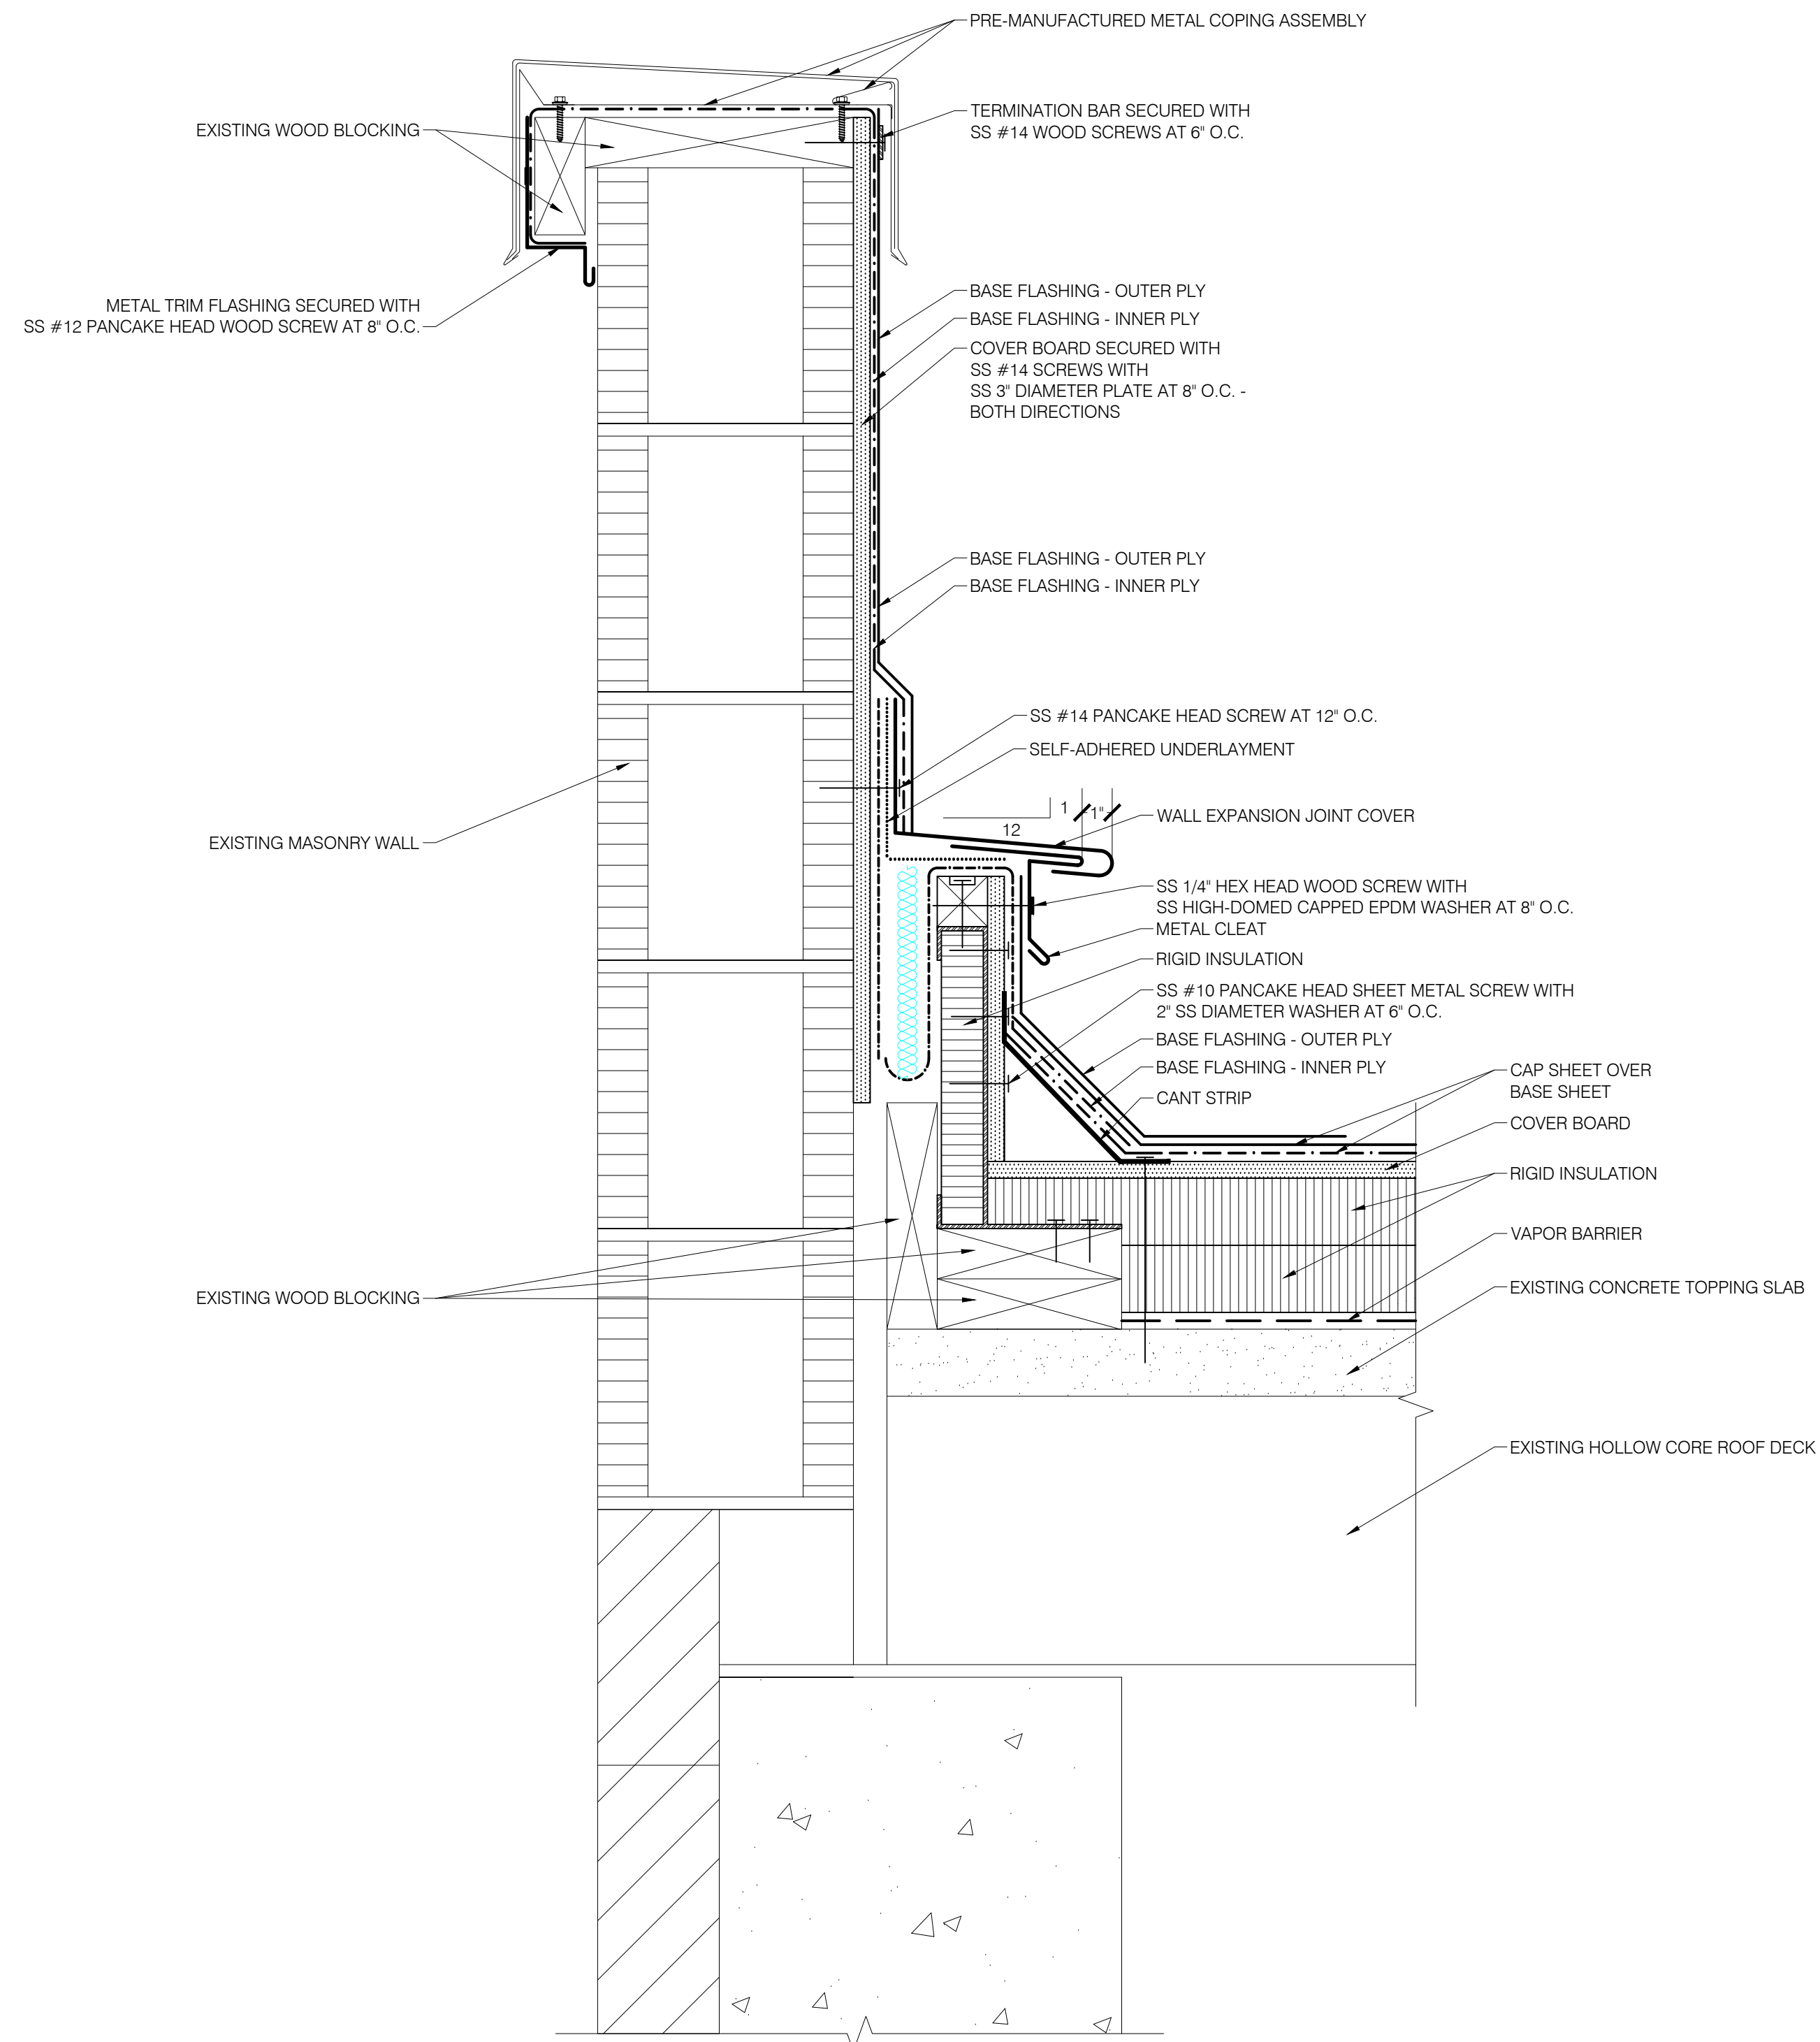 PRE-MANUFACTURED METAL COPING ASSEMBLY
TERMINATION BAR SECURED WITH
SS #14 WOOD SCREWS AT 6" O.C.
EXISTING WOOD BLOCKING
METAL TRIM FLASHING SECURED WITH
SS #12 PANCAKE HEAD WOOD SCREW AT 8" O.C.
BASE FLASHING - OUTER PLY
BASE FLASHING - INNER PLY
COVER BOARD SECURED WITH
SS #14 SCREWS WITH
SS 3" DIAMETER PLATE AT 8" O.C. -
BOTH DIRECTIONS
BASE FLASHING - OUTER PLY
BASE FLASHING - INNER PLY
SS #14 PANCAKE HEAD SCREW AT 12" O.C.
SELF-ADHERED UNDERLAYMENT
1
1"
12
WALL EXPANSION JOINT COVER
EXISTING MASONRY WALL
SS 1/4" HEX HEAD WOOD SCREW WITH
SS HIGH-DOMED CAPPED EPDM WASHER AT 8" O.C.
METAL CLEAT
RIGID INSULATION
SS #10 PANCAKE HEAD SHEET METAL SCREW WITH
2" SS DIAMETER WASHER AT 6" O.C.
BASE FLASHING - OUTER PLY
BASE FLASHING - INNER PLY
CANT STRIP
CAP SHEET OVER
BASE SHEET
COVER BOARD
RIGID INSULATION
VAPOR BARRIER
EXISTING CONCRETE TOPPING SLAB
EXISTING WOOD BLOCKING
EXISTING HOLLOW CORE ROOF DECK